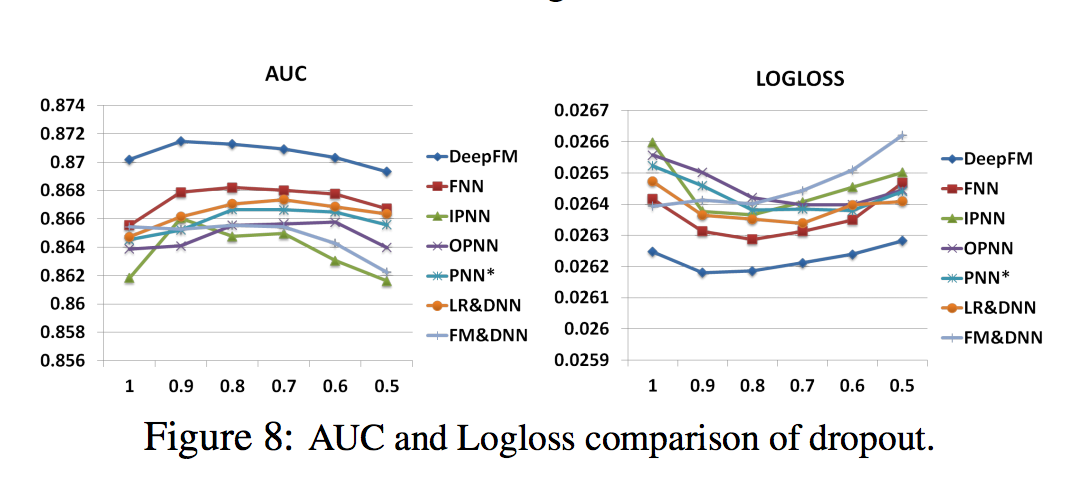 AUC
0.874
0.872
0.87
0.868
0.866
0.864
0.862
0.86
0.858
0.856
1 0.9 0.8 0.7 0.6 0.5
DeepFM
FNN
IPNN
OPNN
PNN*
LR&DNN
FM&DNN
LOGLOSS
0.0267
0.0266
0.0265
0.0264
0.0263
0.0262
0.0261
0.026
0.0259
1 0.9 0.8 0.7 0.6 0.5
DeepFM
FNN
IPNN
OPNN
PNN*
LR&DNN
FM&DNN
Figure 8: AUC and Logloss comparison of dropout.